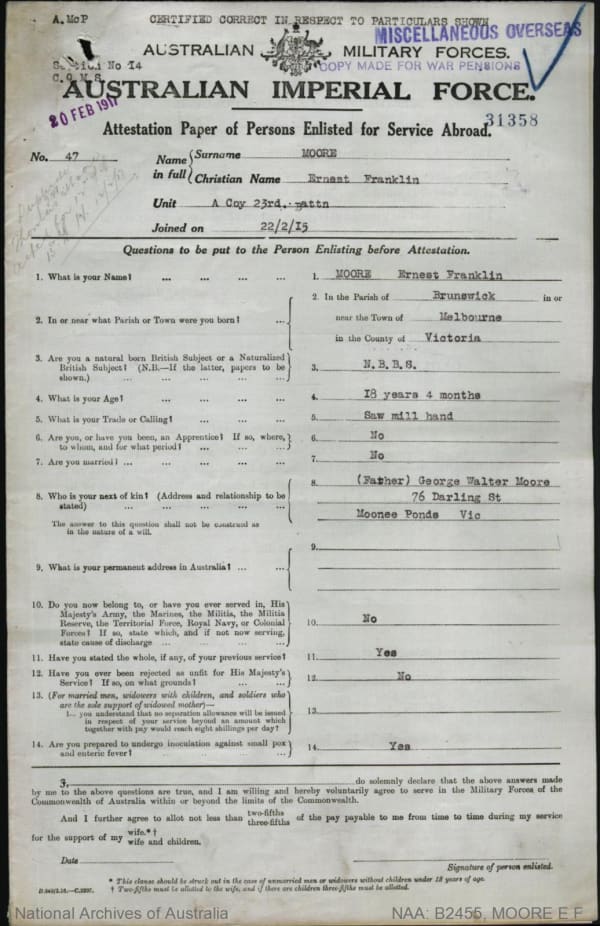 A. McP CERTIFIED CORRECT IN RESPECT TO PARTICULARS SHOWN
MISCELLANEOUS OVERSEAS
AUSTRALIAN MILITARY FORCES.
No 14
COPY MADE FOR WAR PENSIONS
AUSTRALIAN IMPERIAL FORCE.
20 FEB 1917
31358
Attestation Paper of Persons Enlisted for Service Abroad.
No. 47
Name in full
Surname MOORE
Christian Name Ernest Franklin
Unit A Coy 23rd. Battn
Joined on 22/2/15
Questions to be put to the Person Enlisting before Attestation.
1. What is your Name? ... ... ... ...
1. MOORE Ernest Franklin
2. In or near what Parish or Town were you born? ...
2. In the Parish of Brunswick in or
near the Town of Melbourne
in the County of Victoria
3. Are you a natural born British Subject or a Naturalized
British Subject? (N.B.—If the latter, papers to be
shown.) ... ... ... ...
3. N.B.B.S.
4. What is your Age? ... ... ... ...
4. 18 years 4 months
5. What is your Trade or Calling? ... ... ...
5. Saw mill hand
6. Are you, or have you been, an Apprentice? If so, where,
to whom, and for what period? ... ... ...
6. No
7. Are you married? ... ... ... ... ...
7. No
8. Who is your next of kin? (Address and relationship to be
stated) ... ... ... ... ...
The answer to this question shall not be construed as
in the nature of a will.
8. (Father) George Walter Moore
76 Darling St
Moonee Ponds Vic
9. What is your permanent address in Australia? ... ...
9.
10. Do you now belong to, or have you ever served in, His
Majesty's Army, the Marines, the Militia, the Militia
Reserve, the Territorial Force, Royal Navy, or Colonial
Forces? If so, state which, and if not now serving,
state cause of discharge ... ... ...
10. No
11. Have you stated the whole, if any, of your previous service?
11. Yes
12. Have you ever been rejected as unfit for His Majesty's
Service? If so, on what grounds? ... ...
12. No
13. (For married men, widowers with children, and soldiers who
are the sole support of widowed mother)—
you understand that no separation allowance will be issued
in respect of your service beyond an amount which
together with pay would reach eight shillings per day?
13.
14. Are you prepared to undergo inoculation against small pox
and enteric fever? ... ... ... ...
14. Yes
I, do solemnly declare that the above answers made
by me to the above questions are true, and I am willing and hereby voluntarily agree to serve in the Military Forces of the
Commonwealth of Australia within or beyond the limits of the Commonwealth.
And I further agree to allot not less than two-fifths three-fifths of the pay payable to me from time to time during my service
for the support of my wife.*† wife and children.
Date
Signature of person enlisted.
* This clause should be struck out in the case of unmarried men or widowers without children under 18 years of age.
† Two-fifths must be allotted to the wife, and if there are children three-fifths must be allotted.
National Archives of Australia NAA: B2455, MOORE E F